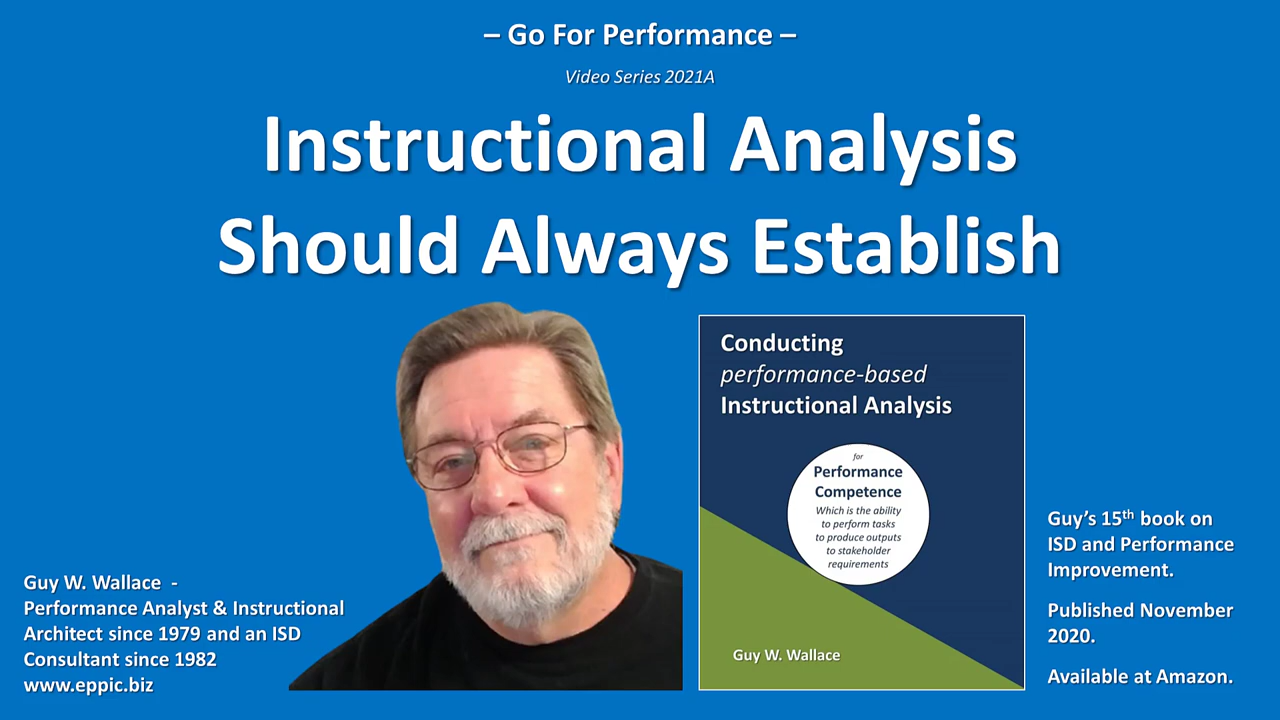 – Go For Performance –
Video Series 2021A
Instructional Analysis
Should Always Establish
Conducting
performance-based
Instructional Analysis
for
Performance
Competence
Which is the ability
to perform tasks
to produce outputs
to stakeholder
requirements
Guy W. Wallace
Guy W. Wallace -
Performance Analyst & Instructional
Architect since 1979 and an ISD
Consultant since 1982
www.eppic.biz
Guy's 15th book on
ISD and Performance
Improvement.
Published November
2020.
Available at Amazon.